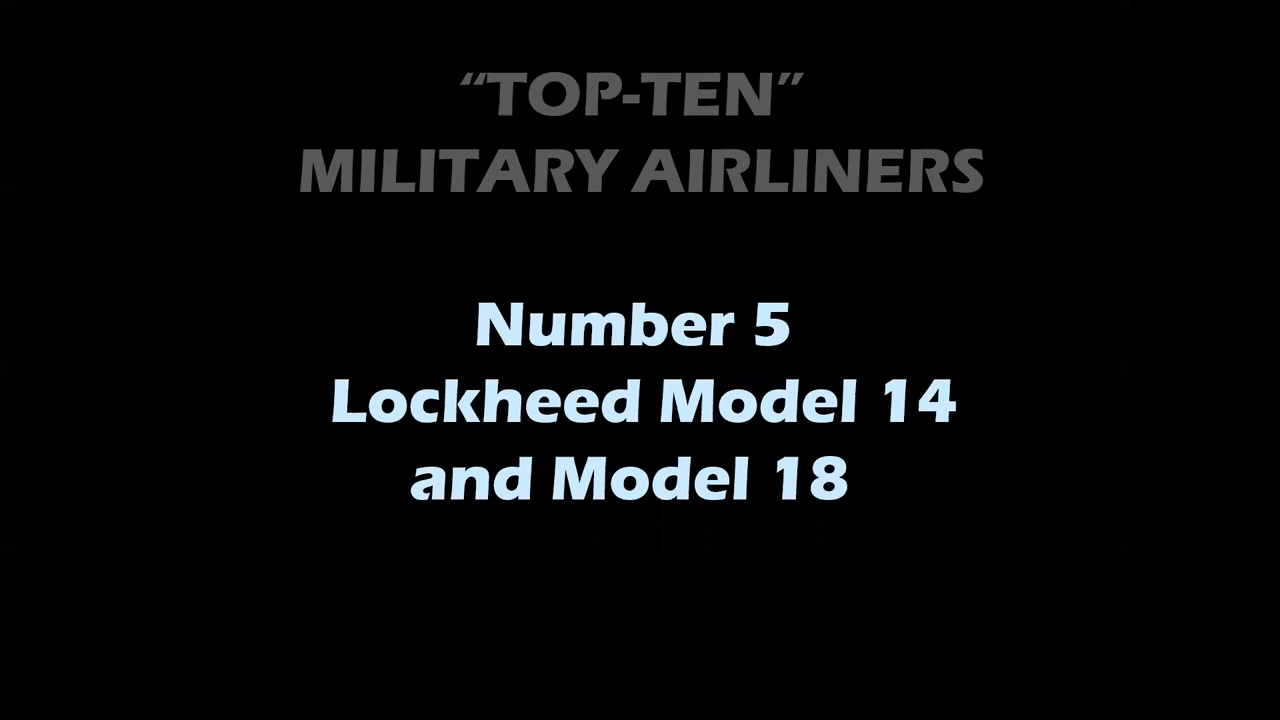 “TOP-TEN”
MILITARY AIRLINERS
Number 5
Lockheed Model 14
and Model 18